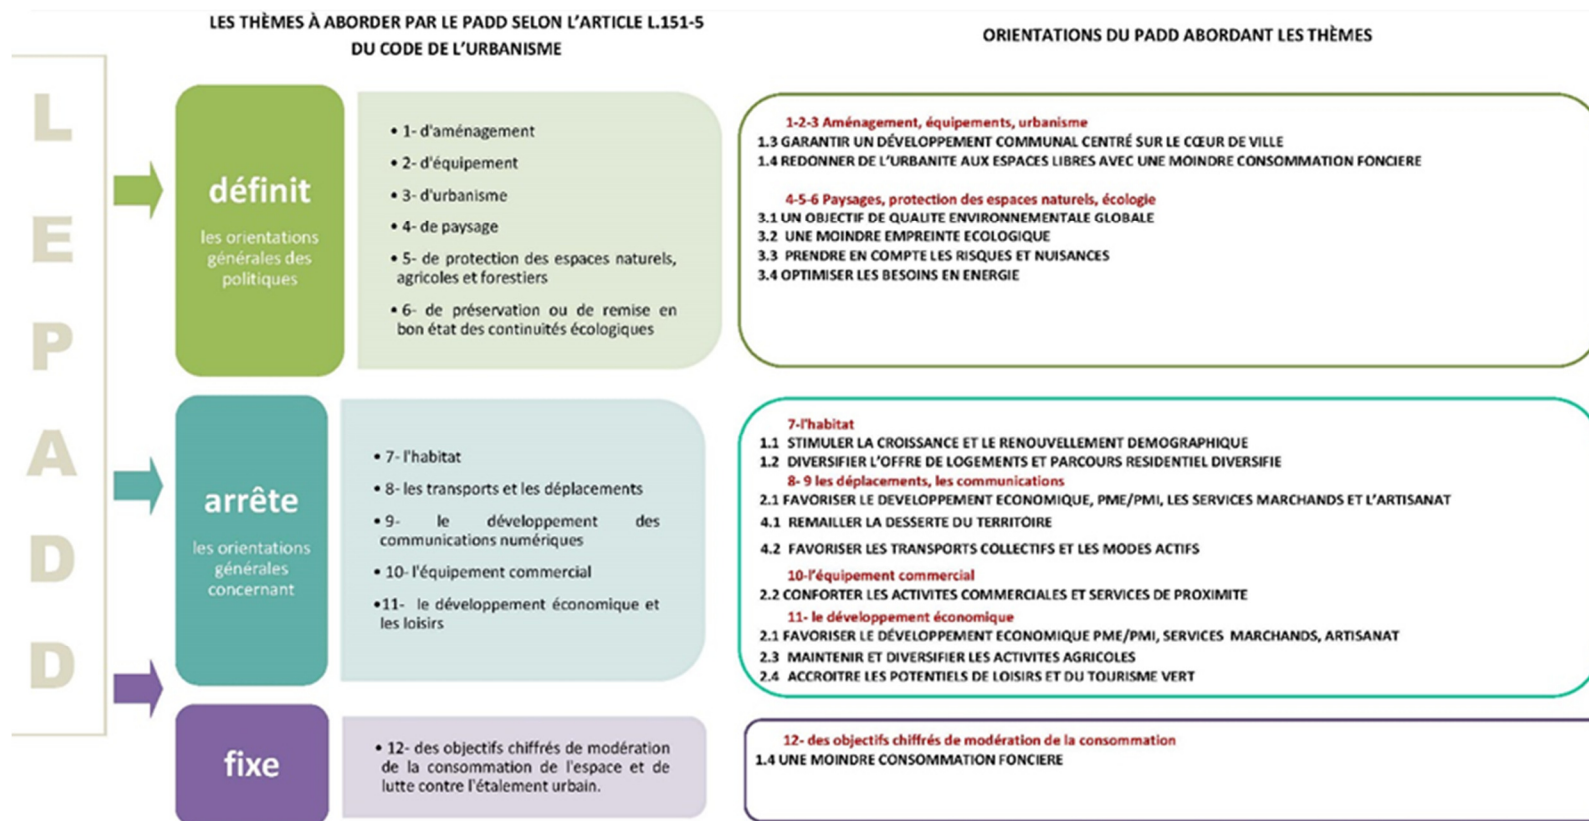 LES THÈMES À ABORDER PAR LE PADD SELON L'ARTICLE L.151-5
DU CODE DE L'URBANISME
ORIENTATIONS DU PADD ABORDANT LES THÈMES
L
E
P
A
D
D
définit
les orientations
générales des
politiques
• 1- d'aménagement
• 2- d'équipement
• 3- d'urbanisme
• 4- de paysage
• 5- de protection des espaces naturels,
agricoles et forestiers
• 6- de préservation ou de remise en
bon état des continuités écologiques
1-2-3 Aménagement, équipements, urbanisme
1.3 GARANTIR UN DÉVELOPPEMENT COMMUNAL CENTRÉ SUR LE CŒUR DE VILLE
1.4 REDONNER DE L'URBANITE AUX ESPACES LIBRES AVEC UNE MOINDRE CONSOMMATION FONCIERE
4-5-6 Paysages, protection des espaces naturels, écologie
3.1 UN OBJECTIF DE QUALITE ENVIRONNEMENTALE GLOBALE
3.2 UNE MOINDRE EMPREINTE ECOLOGIQUE
3.3 PRENDRE EN COMPTE LES RISQUES ET NUISANCES
3.4 OPTIMISER LES BESOINS EN ENERGIE
arrête
les orientations
générales
concernant
• 7- l'habitat
• 8- les transports et les déplacements
• 9- le développement des
communications numériques
• 10- l'équipement commercial
•11- le développement économique et
les loisirs
7-l'habitat
1.1 STIMULER LA CROISSANCE ET LE RENOUVELLEMENT DEMOGRAPHIQUE
1.2 DIVERSIFIER L'OFFRE DE LOGEMENTS ET PARCOURS RESIDENTIEL DIVERSIFIE
8- 9 les déplacements, les communications
2.1 FAVORISER LE DEVELOPPEMENT ECONOMIQUE, PME/PMI, LES SERVICES MARCHANDS ET L'ARTISANAT
4.1 REMAILLER LA DESSERTE DU TERRITOIRE
4.2 FAVORISER LES TRANSPORTS COLLECTIFS ET LES MODES ACTIFS
10-l'équipement commercial
2.2 CONFORTER LES ACTIVITES COMMERCIALES ET SERVICES DE PROXIMITE
11- le développement économique
2.1 FAVORISER LE DÉVELOPPEMENT ECONOMIQUE PME/PMI, SERVICES MARCHANDS, ARTISANAT
2.3 MAINTENIR ET DIVERSIFIER LES ACTIVITES AGRICOLES
2.4 ACCROITRE LES POTENTIELS DE LOISIRS ET DU TOURISME VERT
fixe
• 12- des objectifs chiffrés de modération
de la consommation de l'espace et de
lutte contre l'étalement urbain.
12- des objectifs chiffrés de modération de la consommation
1.4 UNE MOINDRE CONSOMMATION FONCIERE